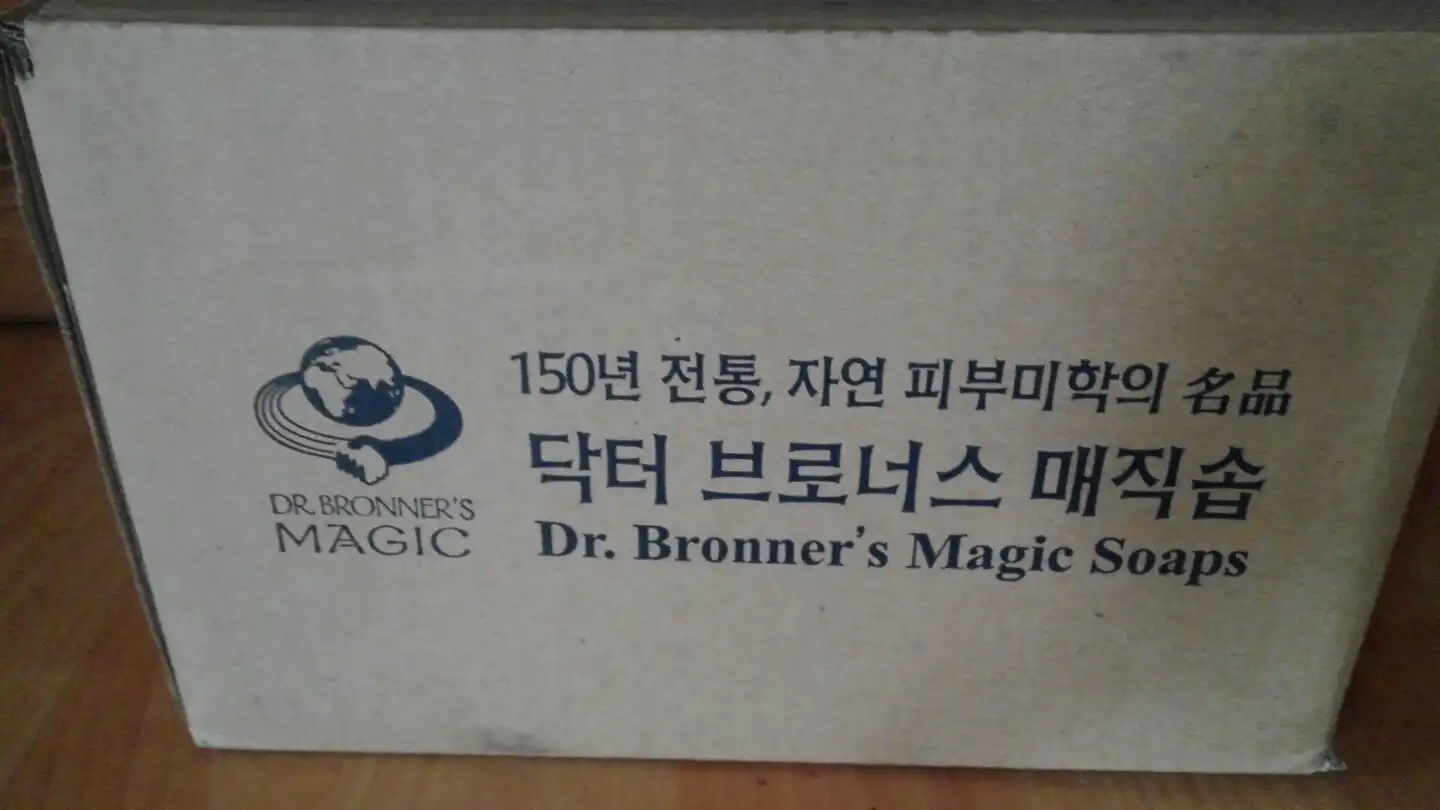 DR. BRONNER'S
MAGIC
150년 전통, 자연 피부미학의 名品
닥터 브로너스 매직솝
Dr. Bronner's Magic Soaps